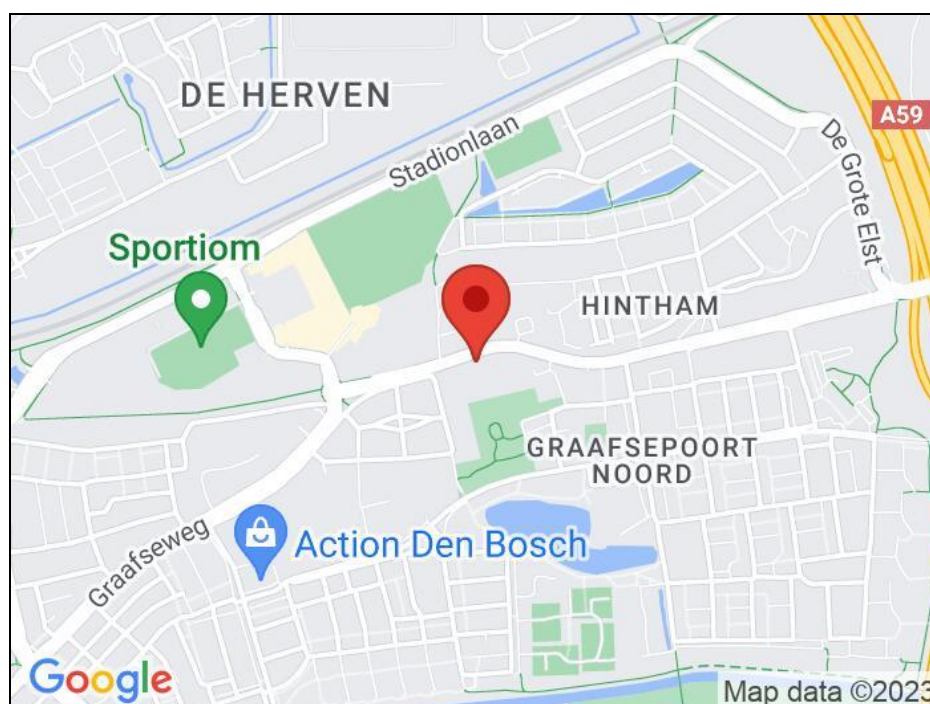 DE HERVEN
Stadionlaan
A59
De Grote Elst
Sportiom
HINTHAM
GRAAFSEPOORT
NOORD
Graafseweg
Action Den Bosch
Google
Map data ©2023